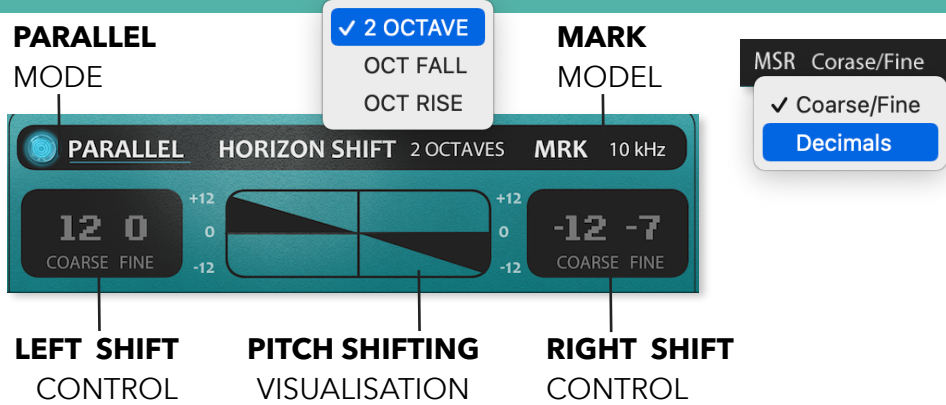 PARALLEL
MODE
✓ 2 OCTAVE
OCT FALL
OCT RISE
MARK
MODEL
MSR Corase/Fine
✓ Coarse/Fine
Decimals
PARALLEL HORIZON SHIFT 2 OCTAVES MRK 10 kHz
12 0
COARSE FINE
+12
0
-12
+12
0
-12
-12 -7
COARSE FINE
LEFT SHIFT
CONTROL
PITCH SHIFTING
VISUALISATION
RIGHT SHIFT
CONTROL